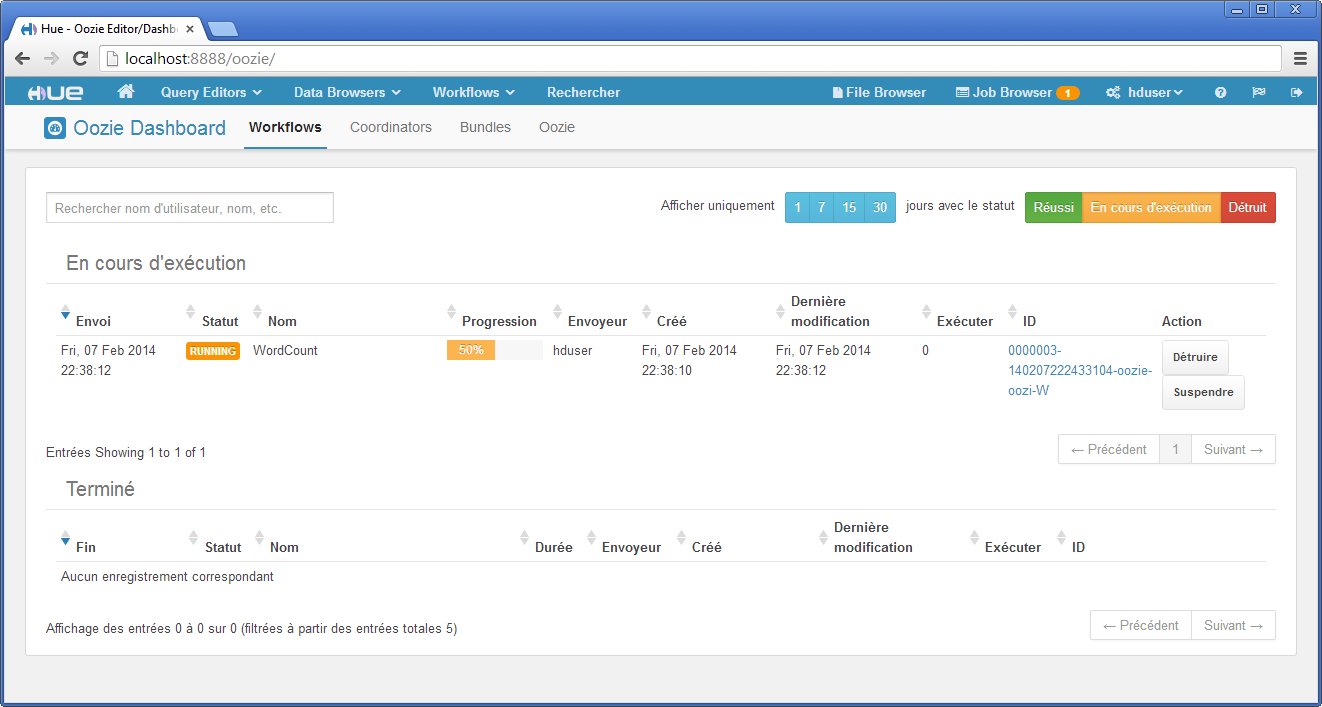 Hue - Oozie Editor/Dashb
localhost:8888/oozie/
HUE Query Editors Data Browsers Workflows Rechercher File Browser Job Browser 1 hduser
Oozie Dashboard Workflows Coordinators Bundles Oozie
Rechercher nom d'utilisateur, nom, etc. Afficher uniquement 1 7 15 30 jours avec le statut Réussi En cours d'exécution Détruit
En cours d'exécution
Envoi Statut Nom Progression Envoyeur Créé Dernière modification Exécuter ID Action
Fri, 07 Feb 2014 RUNNING WordCount 50% hduser Fri, 07 Feb 2014 Fri, 07 Feb 2014 0 0000003- Détruire
22:38:12 22:38:10 22:38:12 140207222433104-oozie-
oozi-W Suspendre
Entrées Showing 1 to 1 of 1 ← Précédent 1 Suivant →
Terminé
Fin Statut Nom Durée Envoyeur Créé Dernière modification Exécuter ID
Aucun enregistrement correspondant
Affichage des entrées 0 à 0 sur 0 (filtrées à partir des entrées totales 5) ← Précédent Suivant →